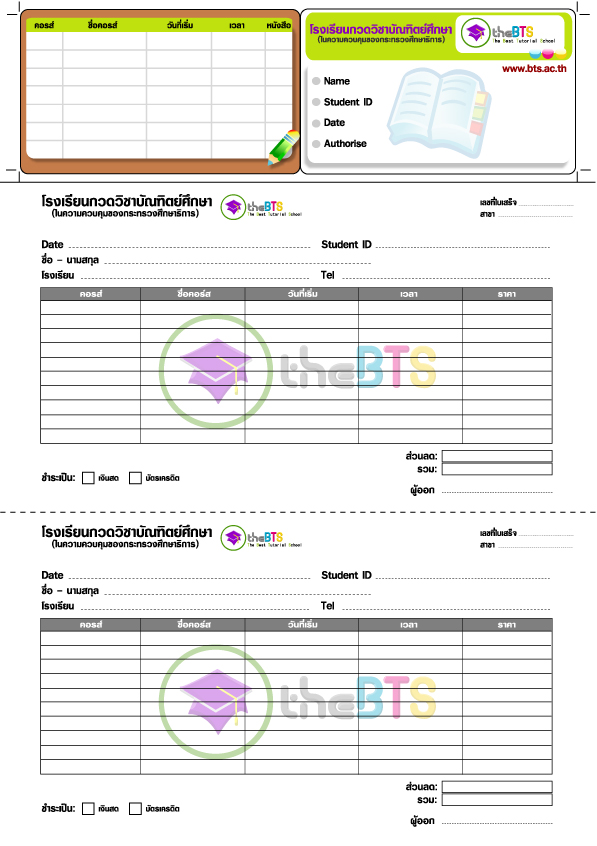 คอรส์ ชื่อคอรส์ วันที่เริ่ม เวลา หนังสือ
โรงเรียนกวดวิชาบัณฑิตย์ศึกษา
(ในความควบคุมของกระทรวงศึกษาธิการ)
theBTS
The Best Tutorial School
www.bts.ac.th
Name
Student ID
Date
Authorise
โรงเรียนกวดวิชาบัณฑิตย์ศึกษา
(ในความควบคุมของกระทรวงศึกษาธิการ)
theBTS
The Best Tutorial School
เลขที่ใบเสร็จ
สาขา
Date Student ID
ชื่อ - นามสกุล
โรงเรียน Tel
คอรส์ ชื่อคอร์ส วันที่เริ่ม เวลา ราคา
theBTS
ส่วนลด:
รวม:
ชำระเป็น: เงินสด บัตรเครดิต
ผู้ออก
โรงเรียนกวดวิชาบัณฑิตย์ศึกษา
(ในความควบคุมของกระทรวงศึกษาธิการ)
theBTS
The Best Tutorial School
เลขที่ใบเสร็จ
สาขา
Date Student ID
ชื่อ - นามสกุล
โรงเรียน Tel
คอรส์ ชื่อคอร์ส วันที่เริ่ม เวลา ราคา
theBTS
ส่วนลด:
รวม:
ชำระเป็น: เงินสด บัตรเครดิต
ผู้ออก